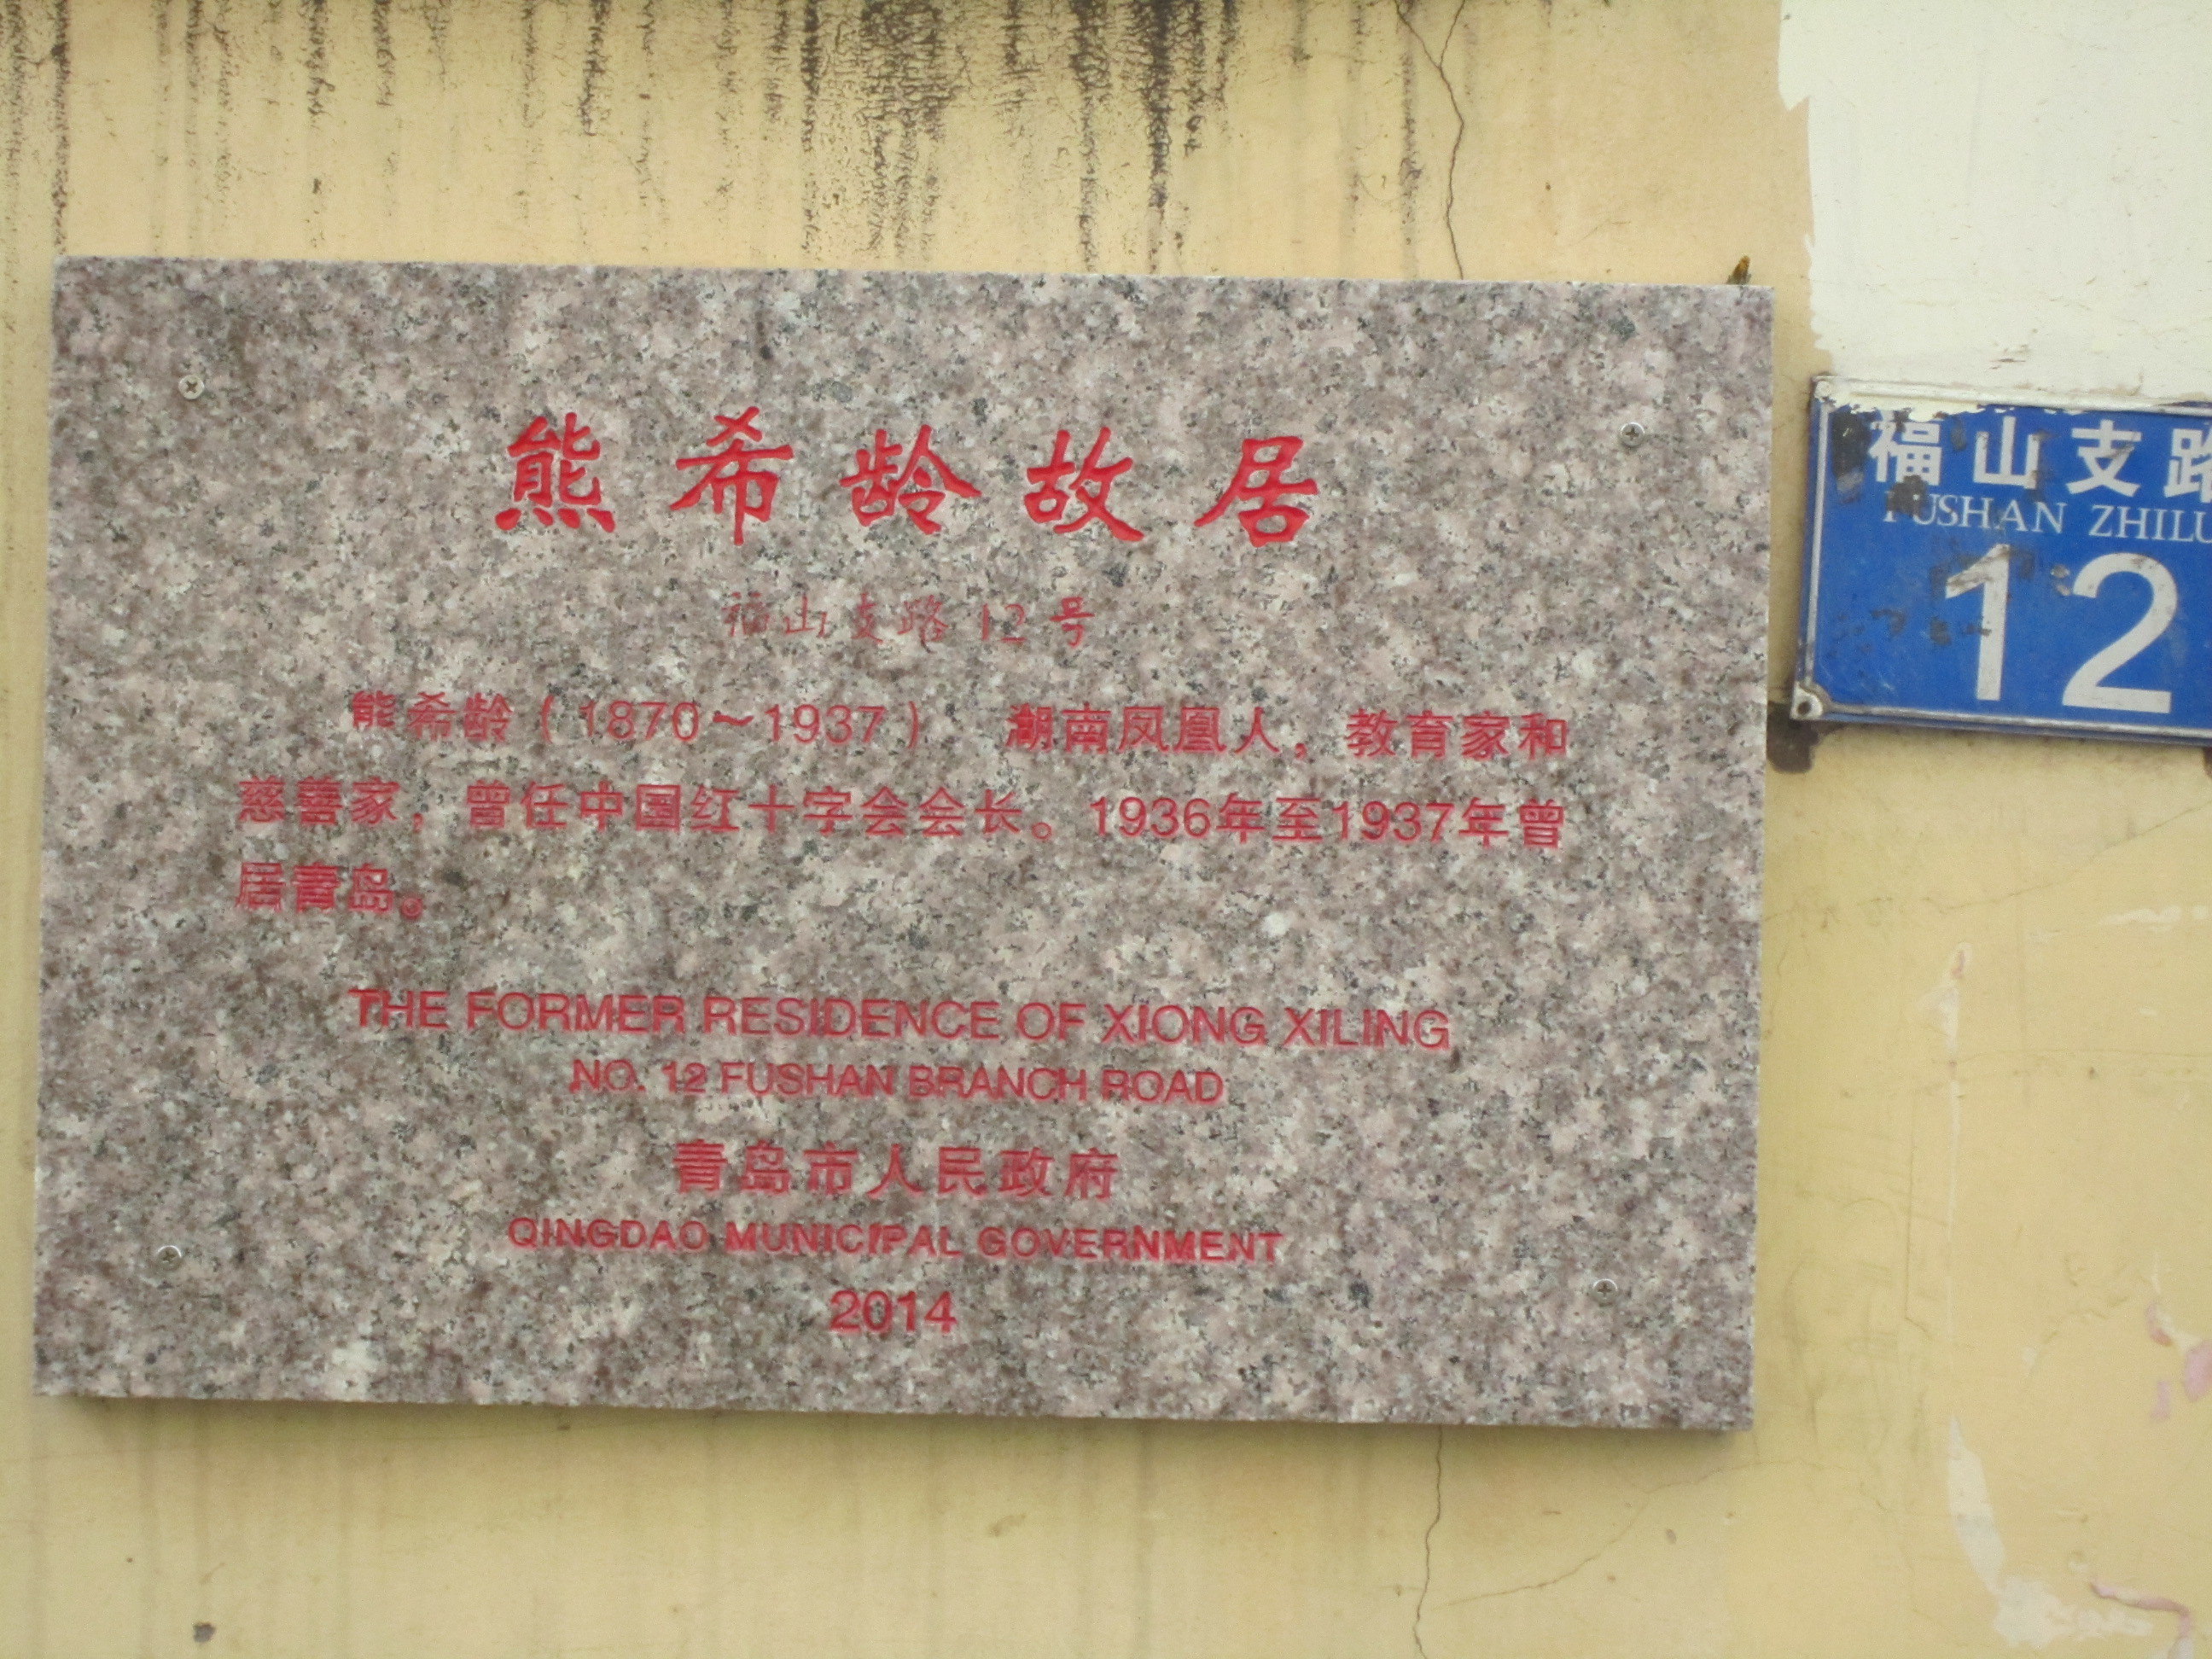 熊希龄故居
福山支路12号
熊希龄（1870～1937） 湖南凤凰人，教育家和
慈善家，曾任中国红十字会会长。1936年至1937年曾
居青岛。
THE FORMER RESIDENCE OF XIONG XILING
NO. 12 FUSHAN BRANCH ROAD
青岛市人民政府
QINGDAO MUNICIPAL GOVERNMENT
2014
福山支路
FUSHAN ZHILU
12